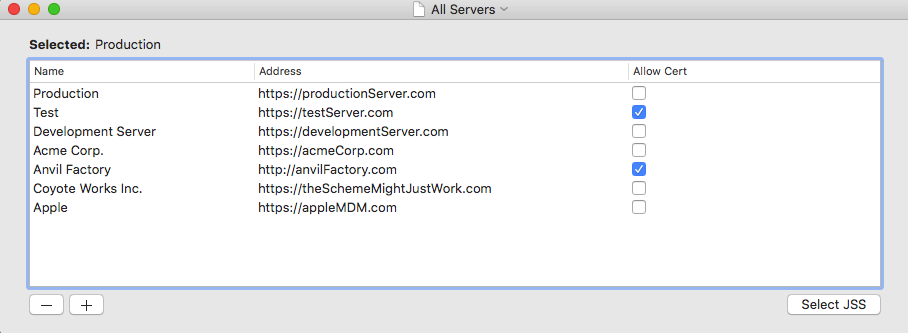 All Servers
Selected: Production
Name Address Allow Cert
Production https://productionServer.com
Test https://testServer.com
Development Server https://developmentServer.com
Acme Corp. https://acmeCorp.com
Anvil Factory http://anvilFactory.com
Coyote Works Inc. https://theSchemeMightJustWork.com
Apple https://appleMDM.com
− + Select JSS